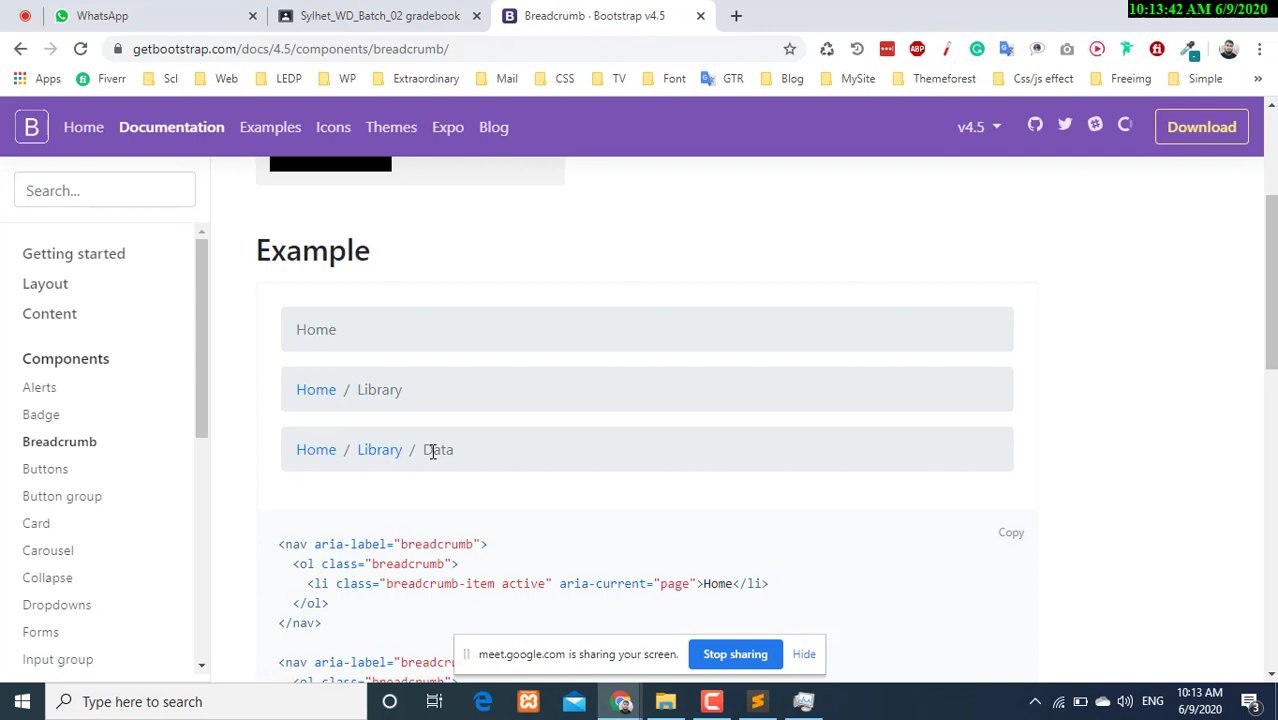 10:13:42 AM 6/9/2020
WhatsApp
Sylhet_WD_Batch_02 gradebook
Breadcrumb · Bootstrap v4.5
getbootstrap.com/docs/4.5/components/breadcrumb/
Apps Fiverr Scl Web LEDP WP Extraordinary Mail CSS TV Font GTR Blog MySite Themeforest Css/js effect Freeimg Simple »
B Home Documentation Examples Icons Themes Expo Blog v4.5 Download
Search...
Getting started
Layout
Content
Components
Alerts
Badge
Breadcrumb
Buttons
Button group
Card
Carousel
Collapse
Dropdowns
Forms
Input group
Example
Home
Home / Library
Home / Library / Data
Copy
<nav aria-label="breadcrumb">
<ol class="breadcrumb">
<li class="breadcrumb-item active" aria-current="page">Home</li>
</ol>
</nav>
<nav aria-label="breadcru
meet.google.com is sharing your screen. Stop sharing Hide
Type here to search
ENG
10:13 AM
6/9/2020
3